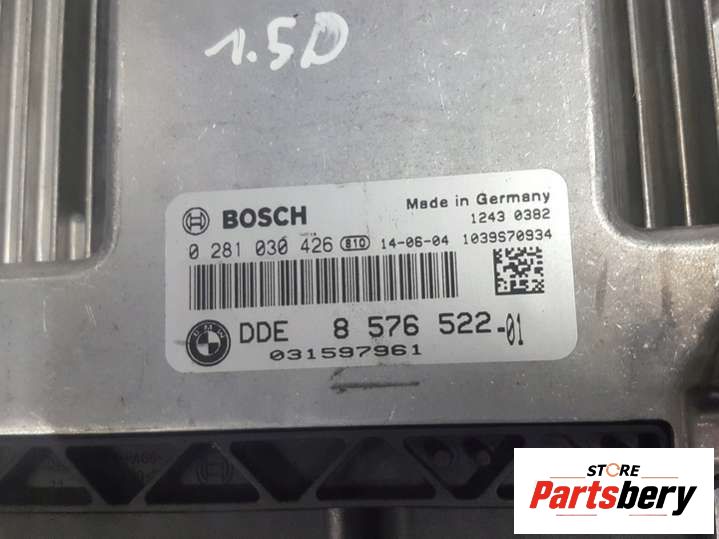 1.5D
BOSCH
Made in Germany
1243 0382
0 281 030 426 810 14-06-04 1039S70934
BMW DDE 8 576 522-01
031597961
STORE
Partsbery